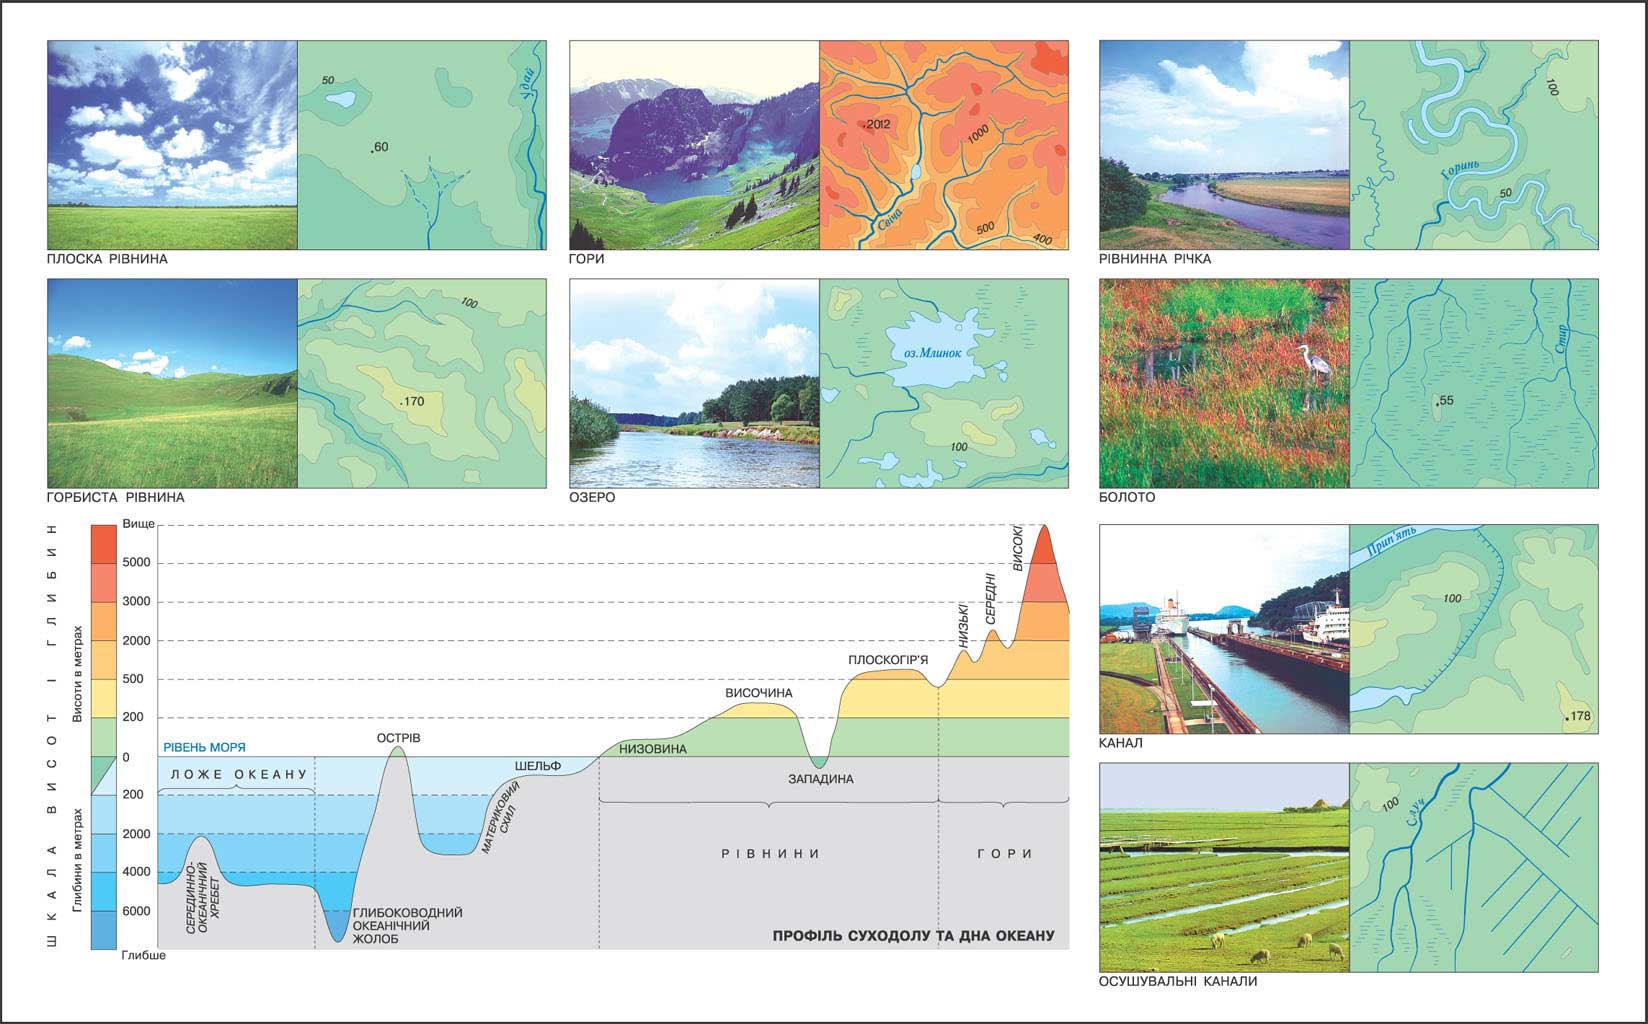 50
.60
Удай
ПЛОСКА РІВНИНА
.2012
1000
500
400
Свіча
ГОРИ
100
Горинь
50
РІВНИННА РІЧКА
100
.170
ГОРБИСТА РІВНИНА
оз.Млинок
100
ОЗЕРО
Стир
.55
БОЛОТО
ШКАЛА ВИСОТ І ГЛИБИН
Висоти в метрах
Глибини в метрах
Вище
5000
3000
2000
500
200
0
200
2000
4000
6000
Глибше
РІВЕНЬ МОРЯ
ЛОЖЕ ОКЕАНУ
СЕРЕДИННО-
ОКЕАНІЧНИЙ
ХРЕБЕТ
ГЛИБОКОВОДНИЙ
ОКЕАНІЧНИЙ
ЖОЛОБ
ОСТРІВ
МАТЕРИКОВИЙ
СХИЛ
ШЕЛЬФ
НИЗОВИНА
ВИСОЧИНА
ЗАПАДИНА
ПЛОСКОГІР'Я
НИЗЬКІ
СЕРЕДНІ
ВИСОКІ
РІВНИНИ
ГОРИ
ПРОФІЛЬ СУХОДОЛУ ТА ДНА ОКЕАНУ
Прип'ять
100
.178
КАНАЛ
100
Случ
ОСУШУВАЛЬНІ КАНАЛИ